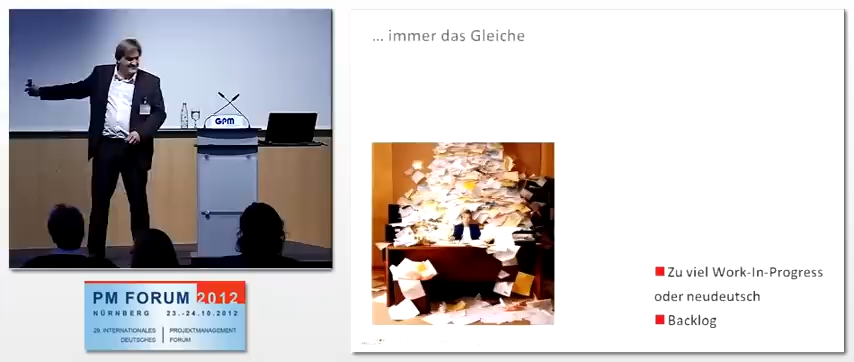 GPM
PM FORUM 2012
NÜRNBERG 23.-24.10.2012
29. INTERNATIONALES
DEUTSCHES
PROJEKTMANAGEMENT
FORUM
... immer das Gleiche
Zu viel Work-In-Progress
oder neudeutsch
Backlog